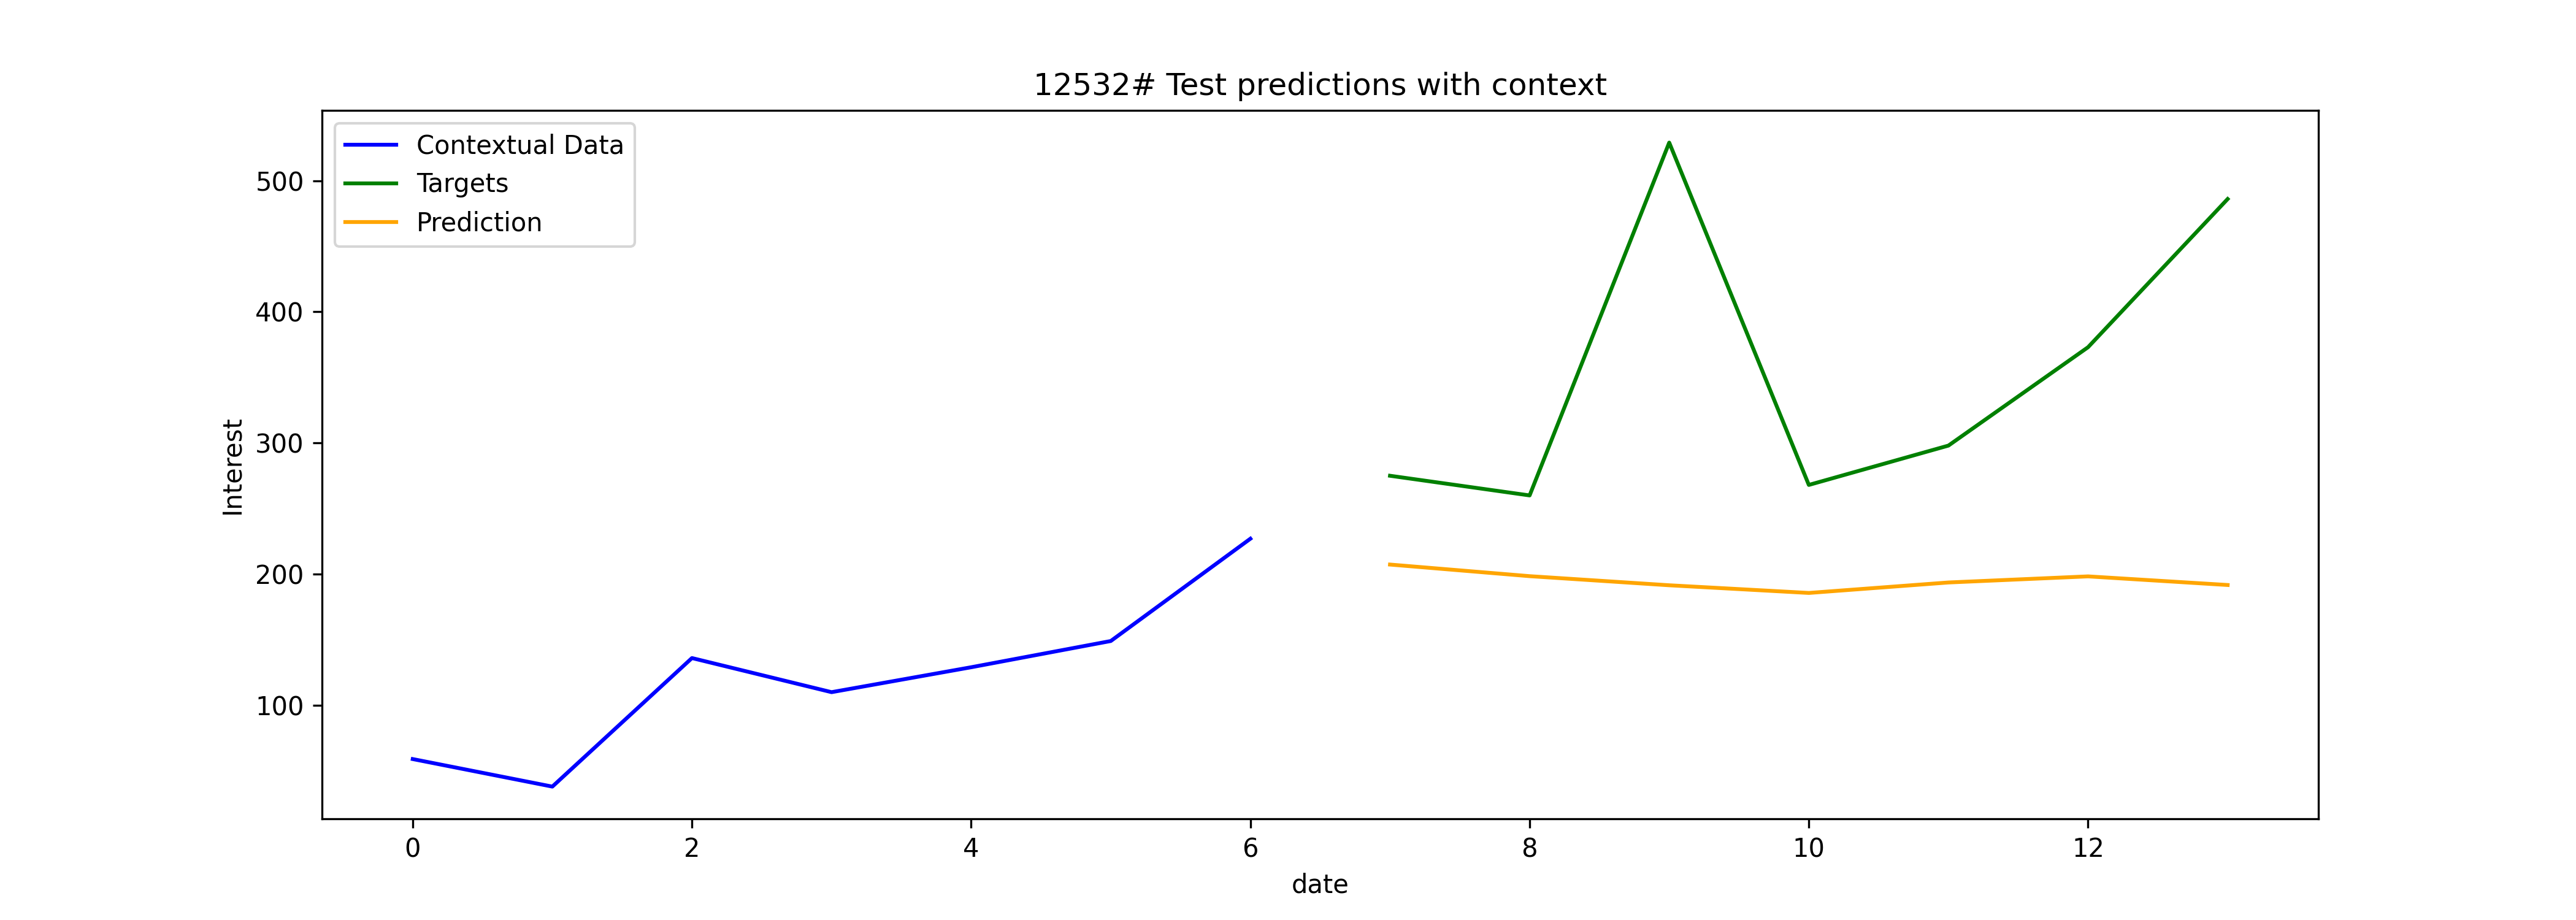 12532# Test predictions with context
Contextual Data
Targets
Prediction
Interest
500
400
300
200
100
0
2
4
6
8
10
12
date